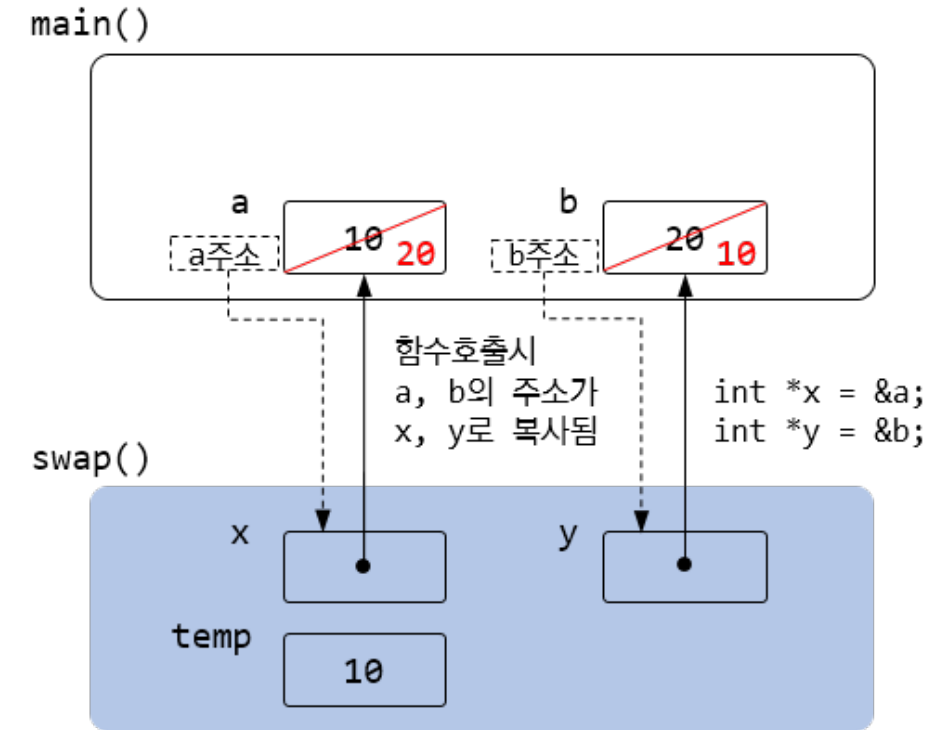 main()
a
10
20
a주소
b
20
10
b주소
함수호출시
a, b의 주소가
x, y로 복사됨
int *x = &a;
int *y = &b;
swap()
x
y
temp
10